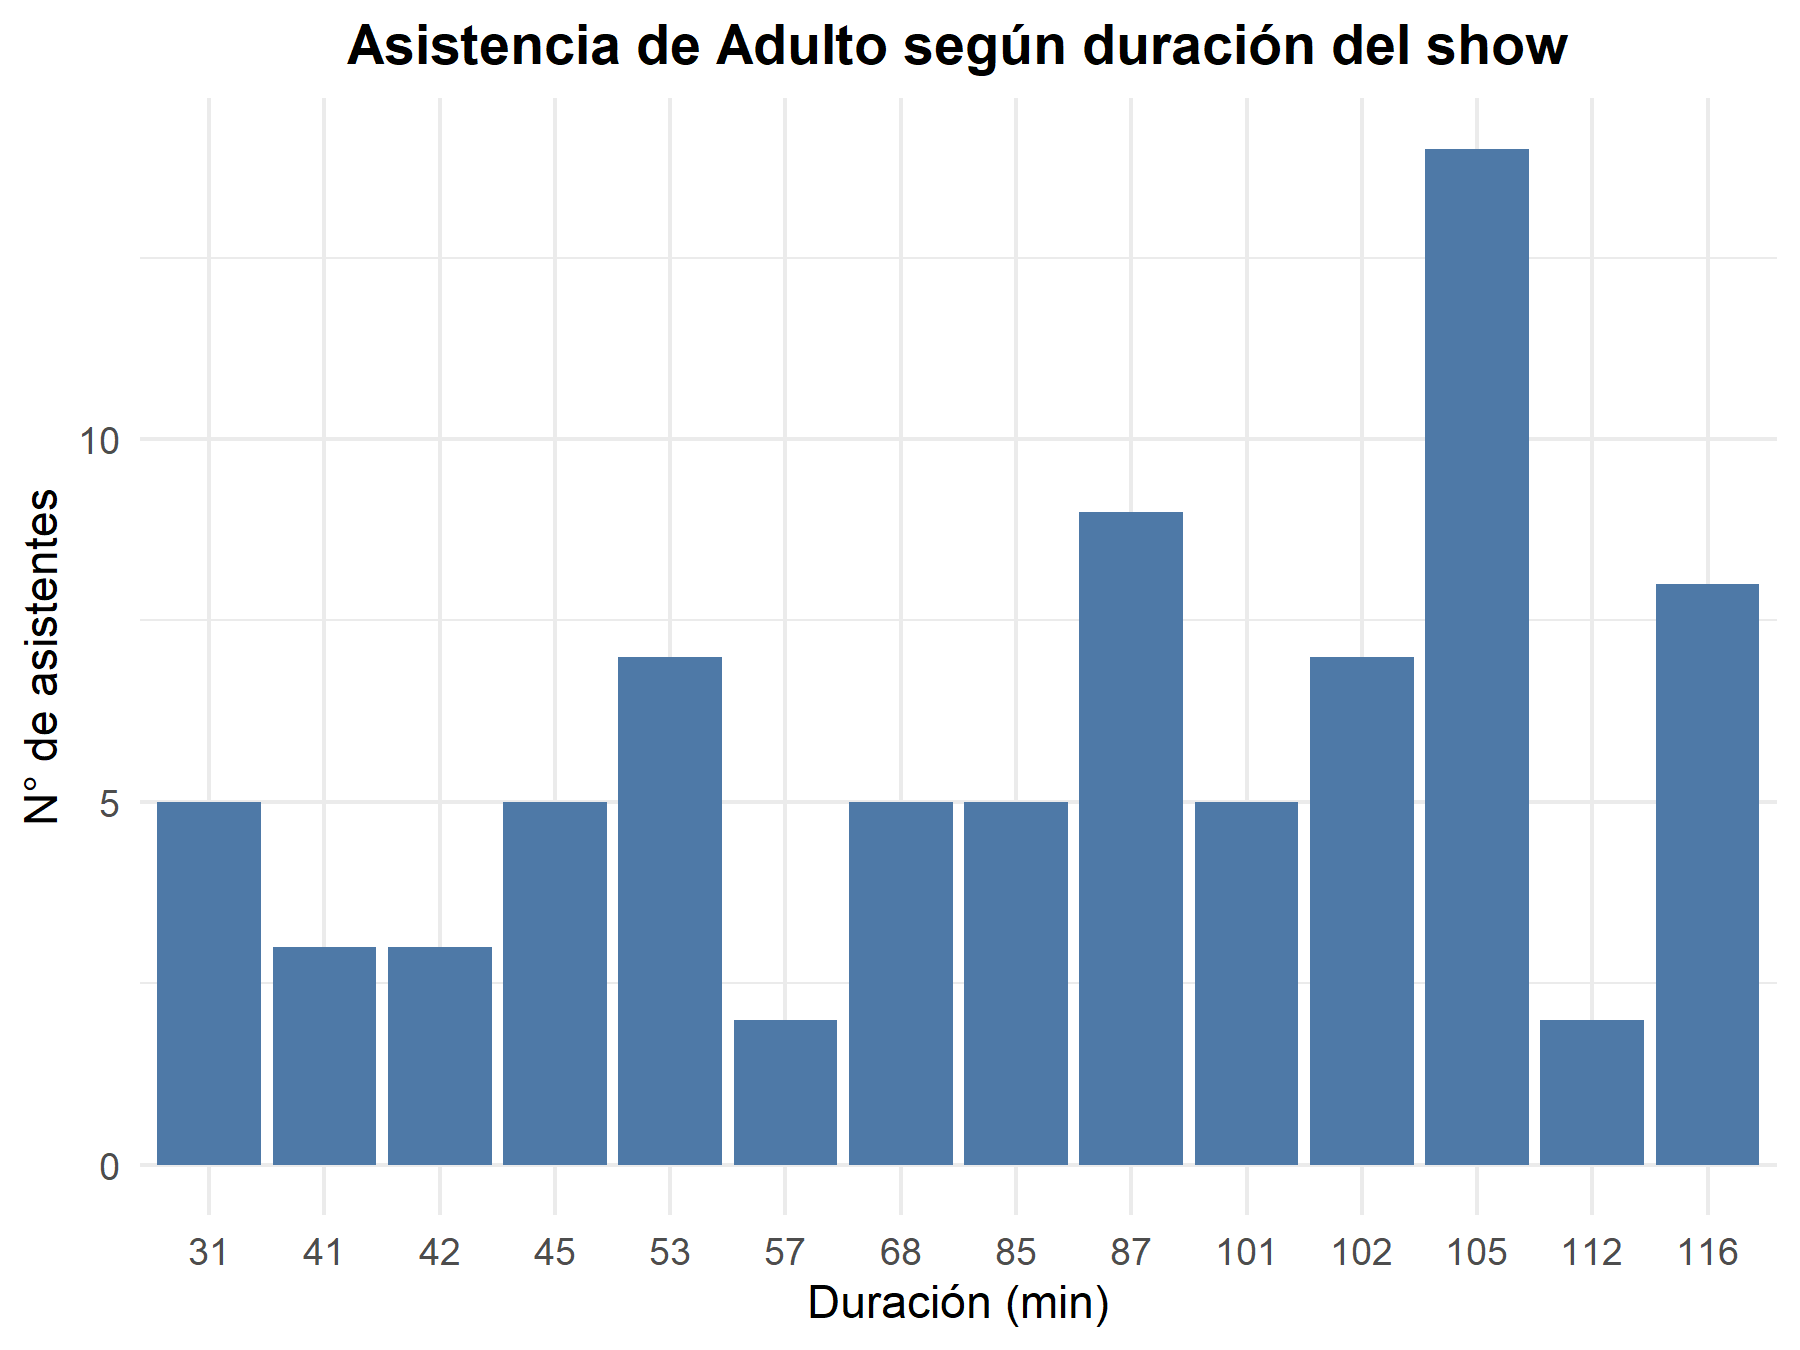 Asistencia de Adulto según duración del show
N° de asistentes
10
5
0
31 41 42 45 53 57 68 85 87 101 102 105 112 116
Duración (min)